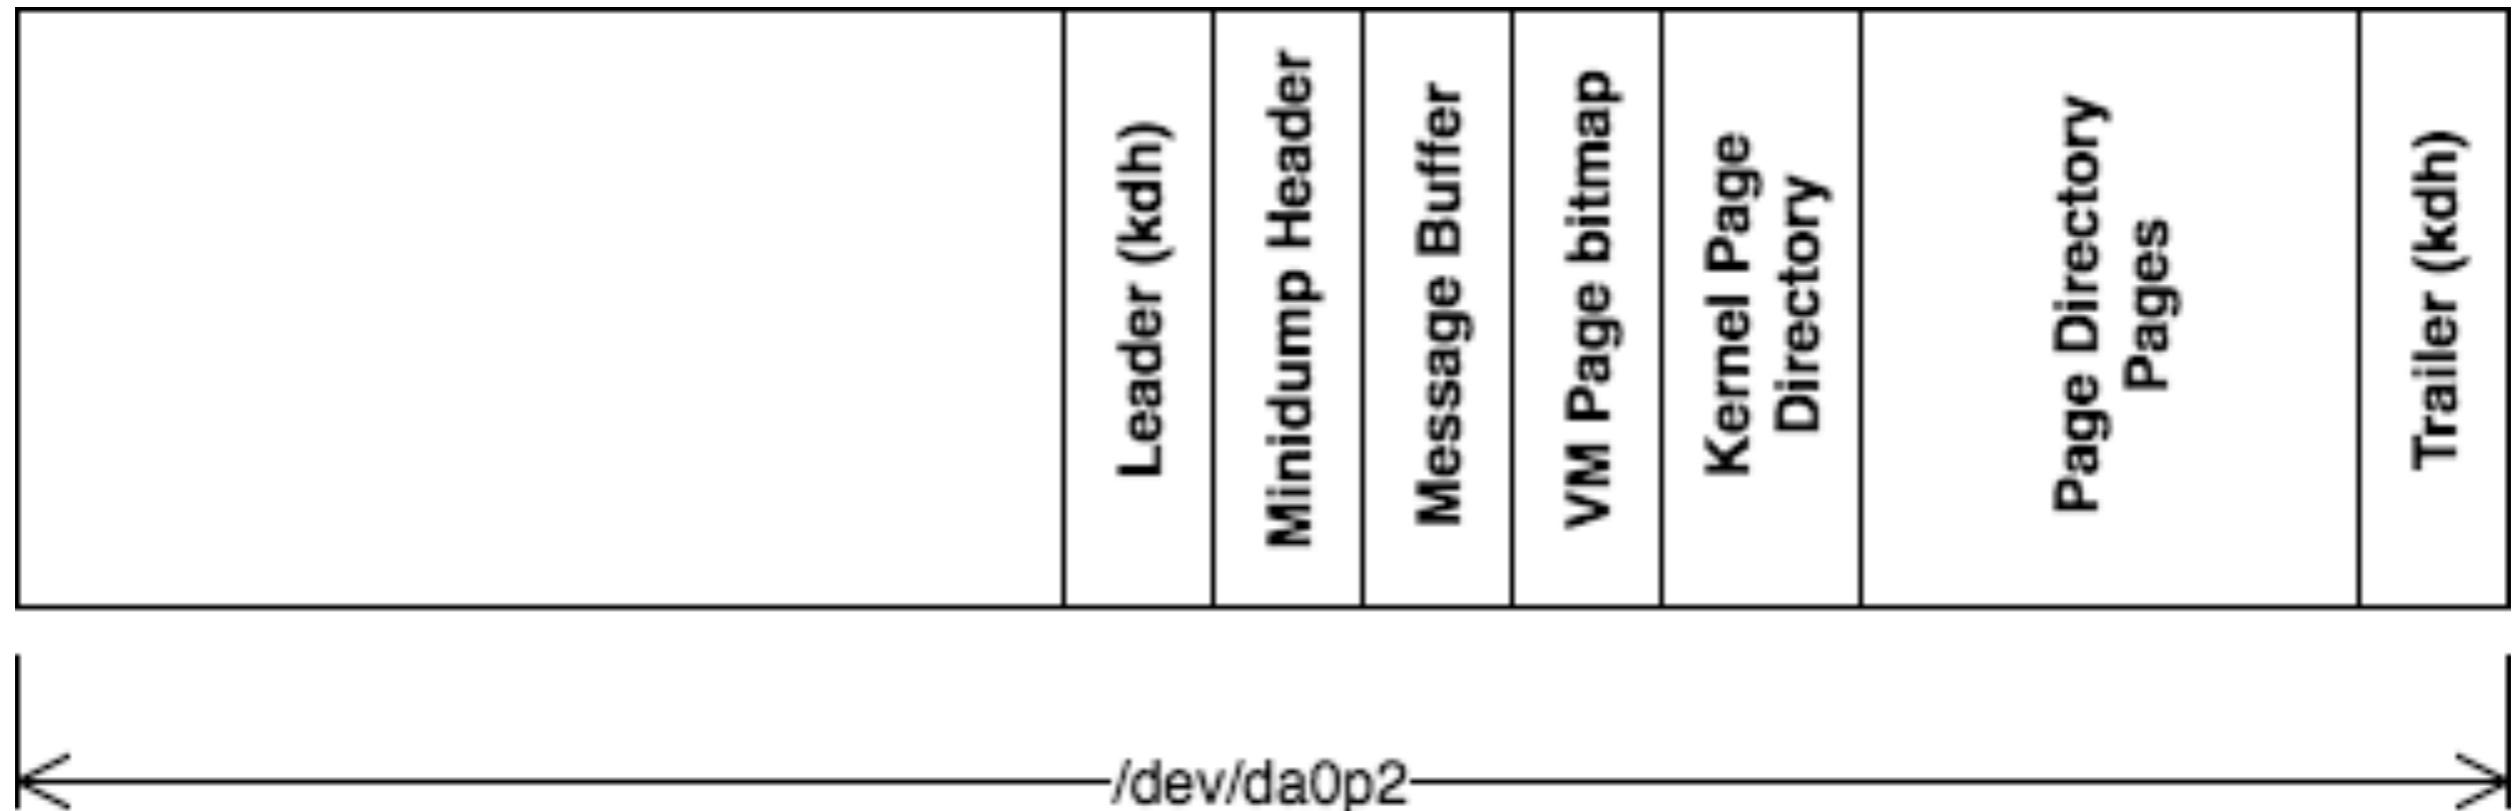 Leader (kdh)
Minidump Header
Message Buffer
VM Page bitmap
Kernel Page
Directory
Page Directory
Pages
Trailer (kdh)
/dev/da0p2